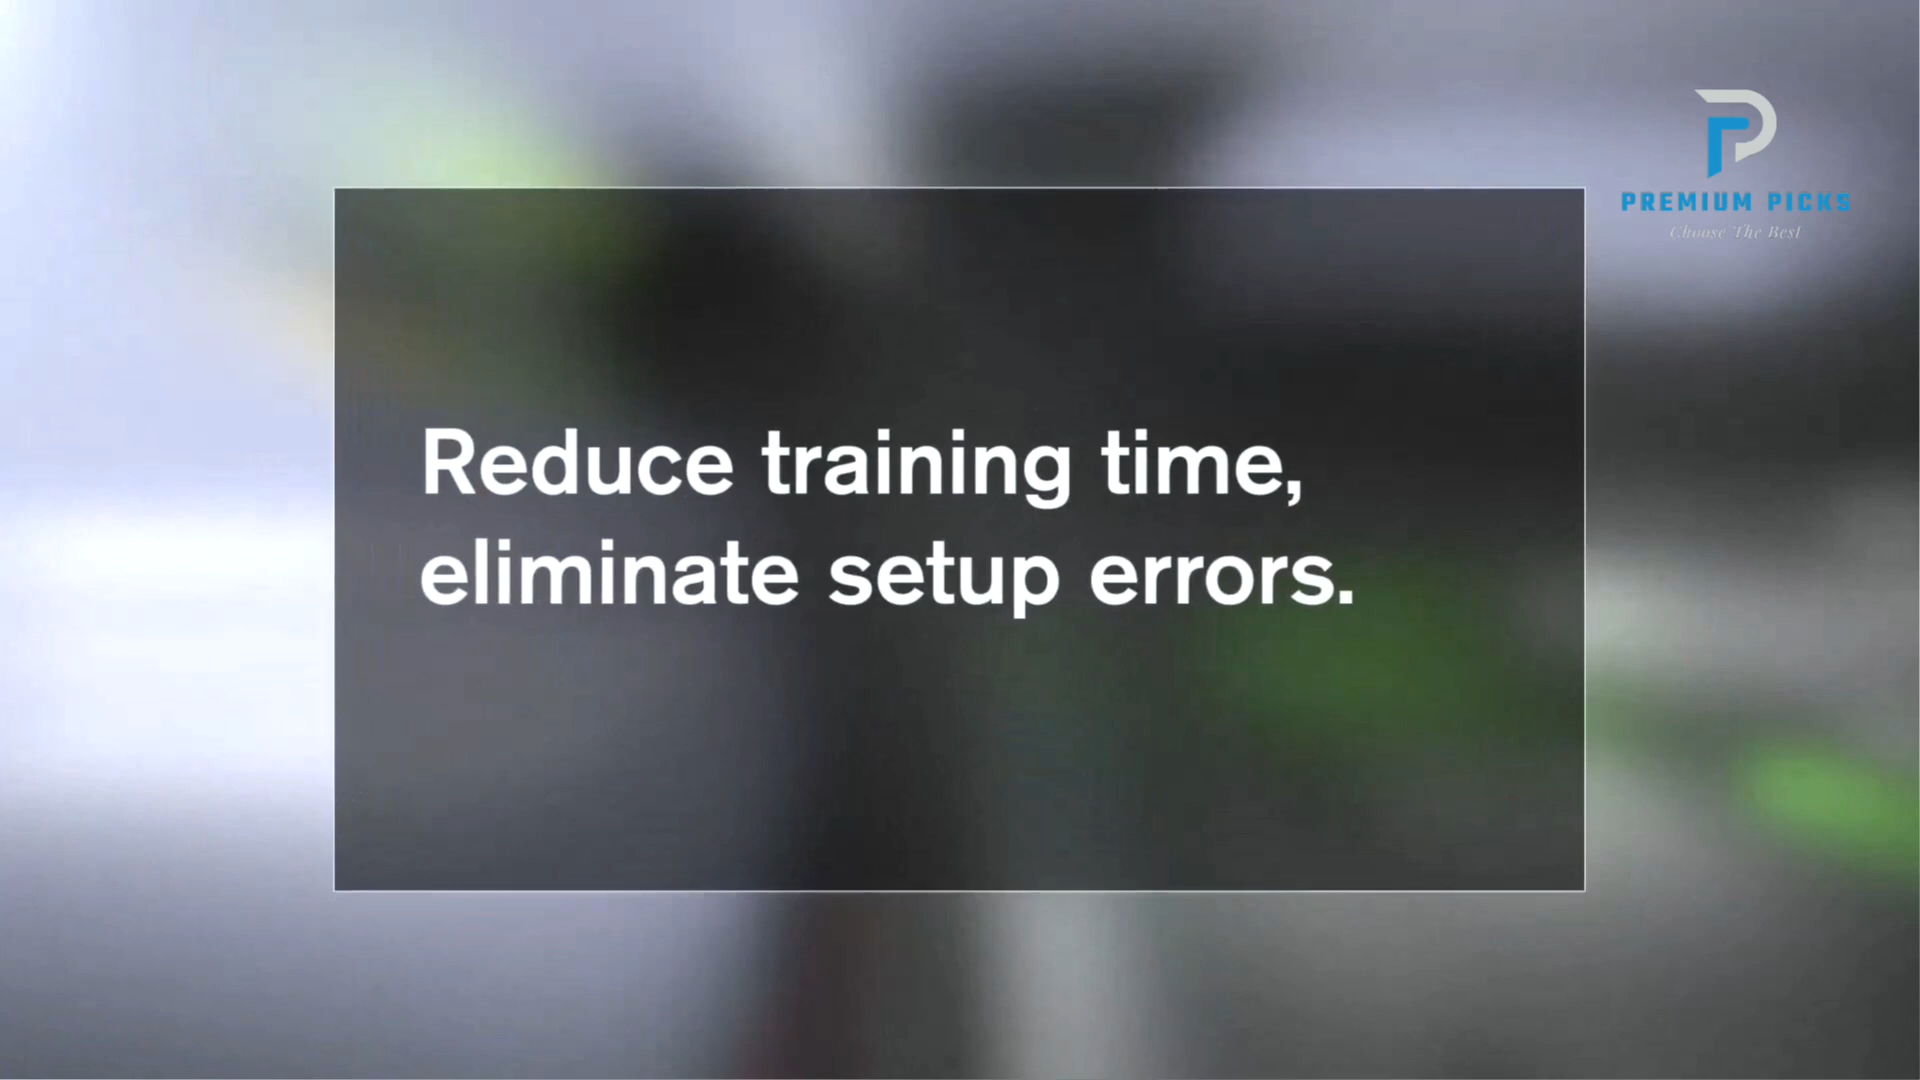 PREMIUM PICKS
Choose The Best
Reduce training time,
eliminate setup errors.